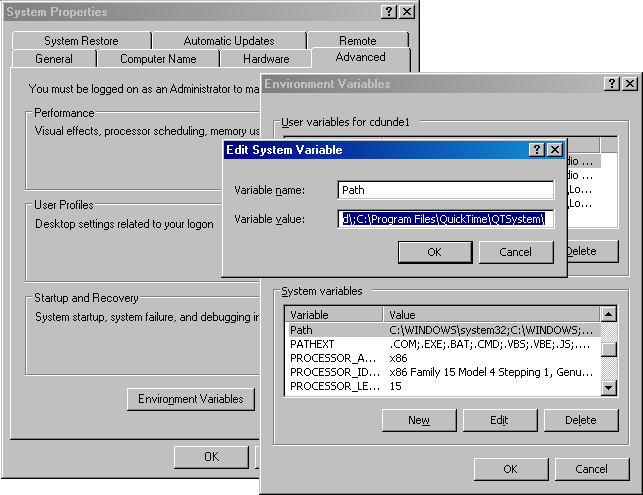 System Properties
System Restore
Automatic Updates
Remote
General
Computer Name
Hardware
Advanced
You must be logged on as an Administrator to ma
Performance
Visual effects, processor scheduling, memory us
User Profiles
Desktop settings related to your logon
Startup and Recovery
System startup, system failure, and debugging in
Environment Variables
OK
Environment Variables
User variables for cdunde1
dio ...
dio ...
\Lo...
\Lo...
Delete
Edit System Variable
Variable name:
Path
Variable value:
d\;C:\Program Files\QuickTime\QTSystem\
OK
Cancel
System variables
Variable
Value
Path
C:\WINDOWS\system32;C:\WINDOWS;...
PATHEXT
.COM;.EXE;.BAT;.CMD;.VBS;.VBE;.JS;....
PROCESSOR_A...
x86
PROCESSOR_ID...
x86 Family 15 Model 4 Stepping 1, Genu...
PROCESSOR_LE...
15
New
Edit
Delete
OK
Cancel